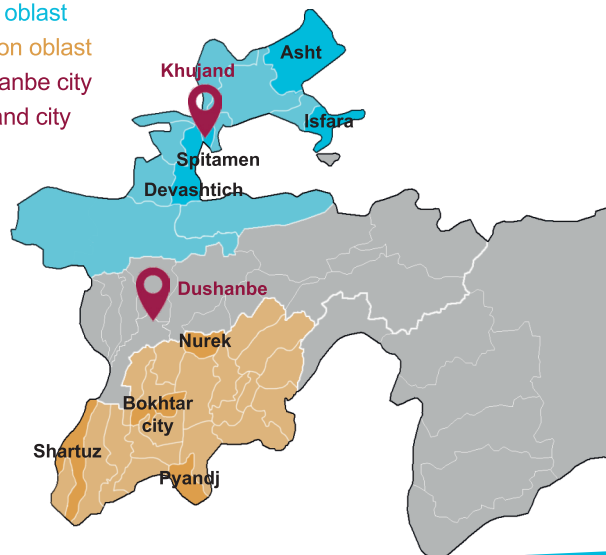 oblast
on oblast
anbe city
and city
Asht
Khujand
Isfara
Spitamen
Devashtich
Dushanbe
Nurek
Bokhtar
city
Shartuz
Pyandj